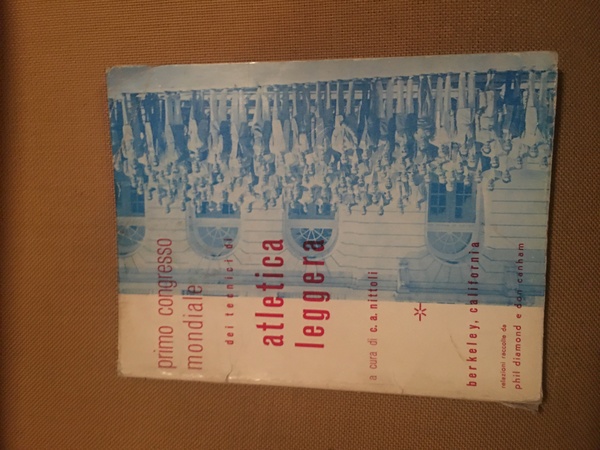 primo congresso
mondiale
dei tecnici di
atletica
leggera
a cura di c. a. nittoli
berkeley, california
relazioni raccolte da
phil diamond e don canham